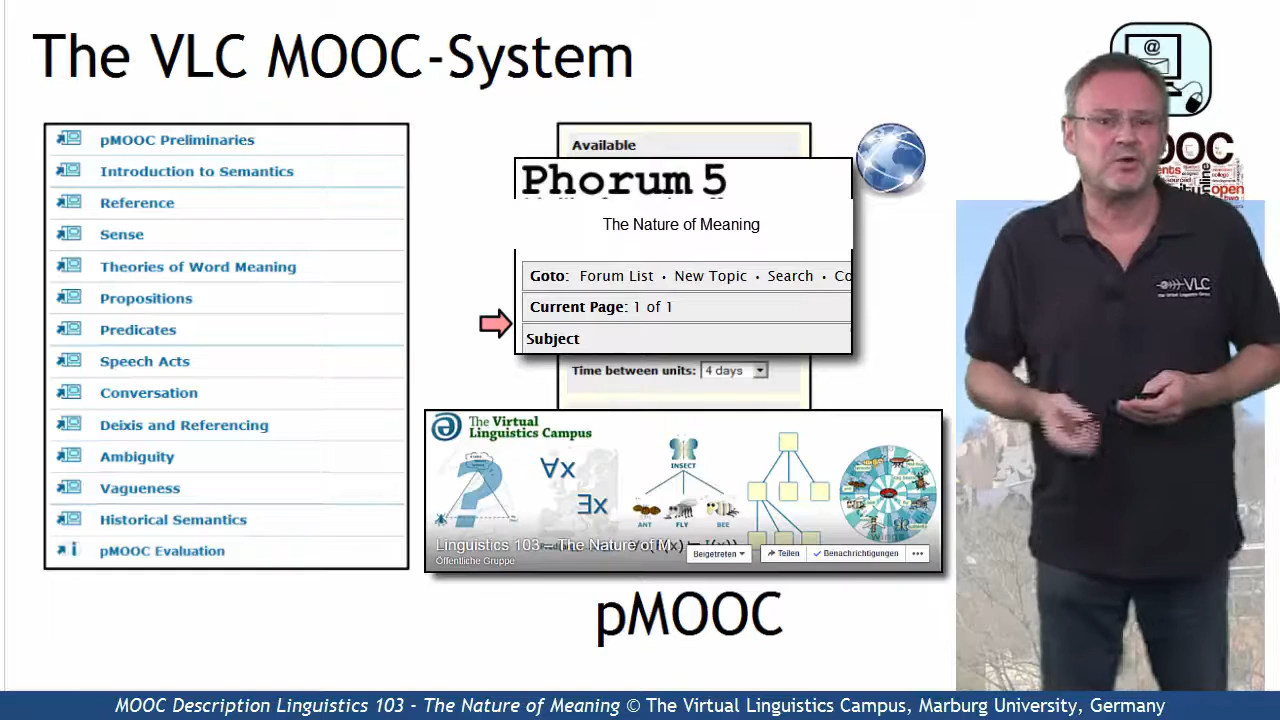 The VLC MOOC-System
pMOOC Preliminaries
Introduction to Semantics
Reference
Sense
Theories of Word Meaning
Propositions
Predicates
Speech Acts
Conversation
Deixis and Referencing
Ambiguity
Vagueness
Historical Semantics
pMOOC Evaluation
Available
Phorum 5
The Nature of Meaning
Goto: Forum List • New Topic • Search • Co
Current Page: 1 of 1
Subject
Time between units: 4 days
The Virtual
Linguistics Campus
?
∀x
∃x
INSECT
ANT FLY BEE
Linguistics 103 – The Nature of M
Öffentliche Gruppe
Beigetreten Teilen Benachrichtigungen
pMOOC
@
OOC
open
VLC
MOOC Description Linguistics 103 - The Nature of Meaning © The Virtual Linguistics Campus, Marburg University, Germany